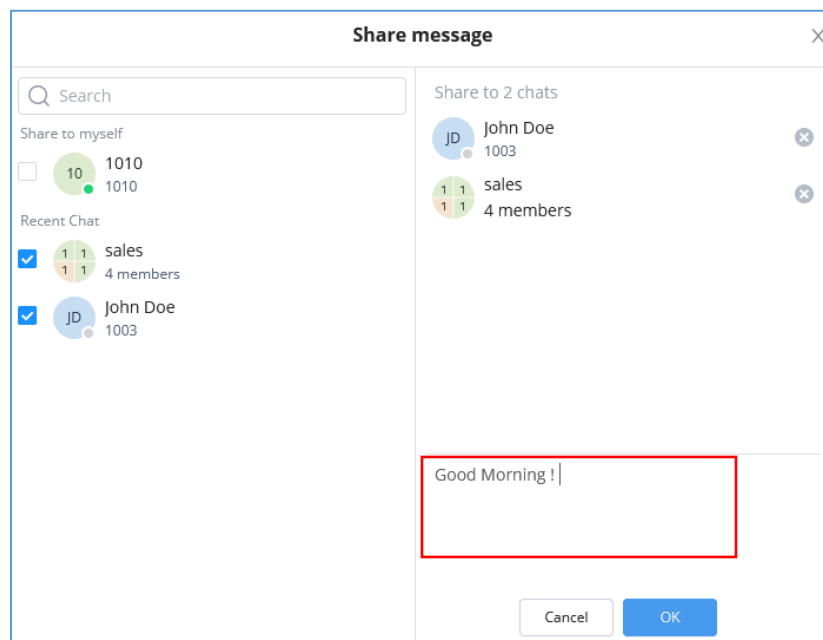 Share message
Search
Share to myself
10
1010
1010
Recent Chat
1 1
1 1
sales
4 members
JD
John Doe
1003
Share to 2 chats
JD
John Doe
1003
1 1
1 1
sales
4 members
Good Morning !
Cancel
OK